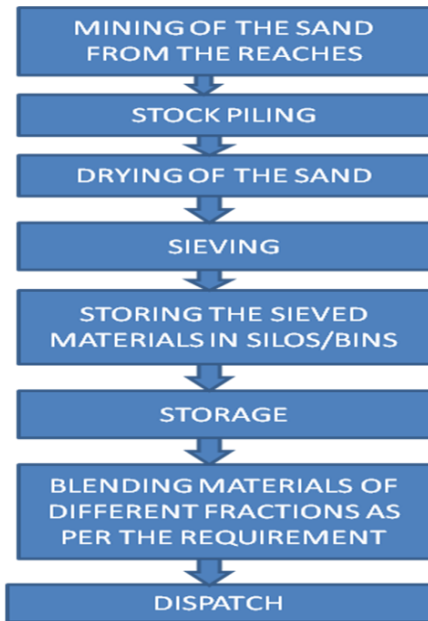 MINING OF THE SAND
FROM THE REACHES
STOCK PILING
DRYING OF THE SAND
SIEVING
STORING THE SIEVED
MATERIALS IN SILOS/BINS
STORAGE
BLENDING MATERIALS OF
DIFFERENT FRACTIONS AS
PER THE REQUIREMENT
DISPATCH